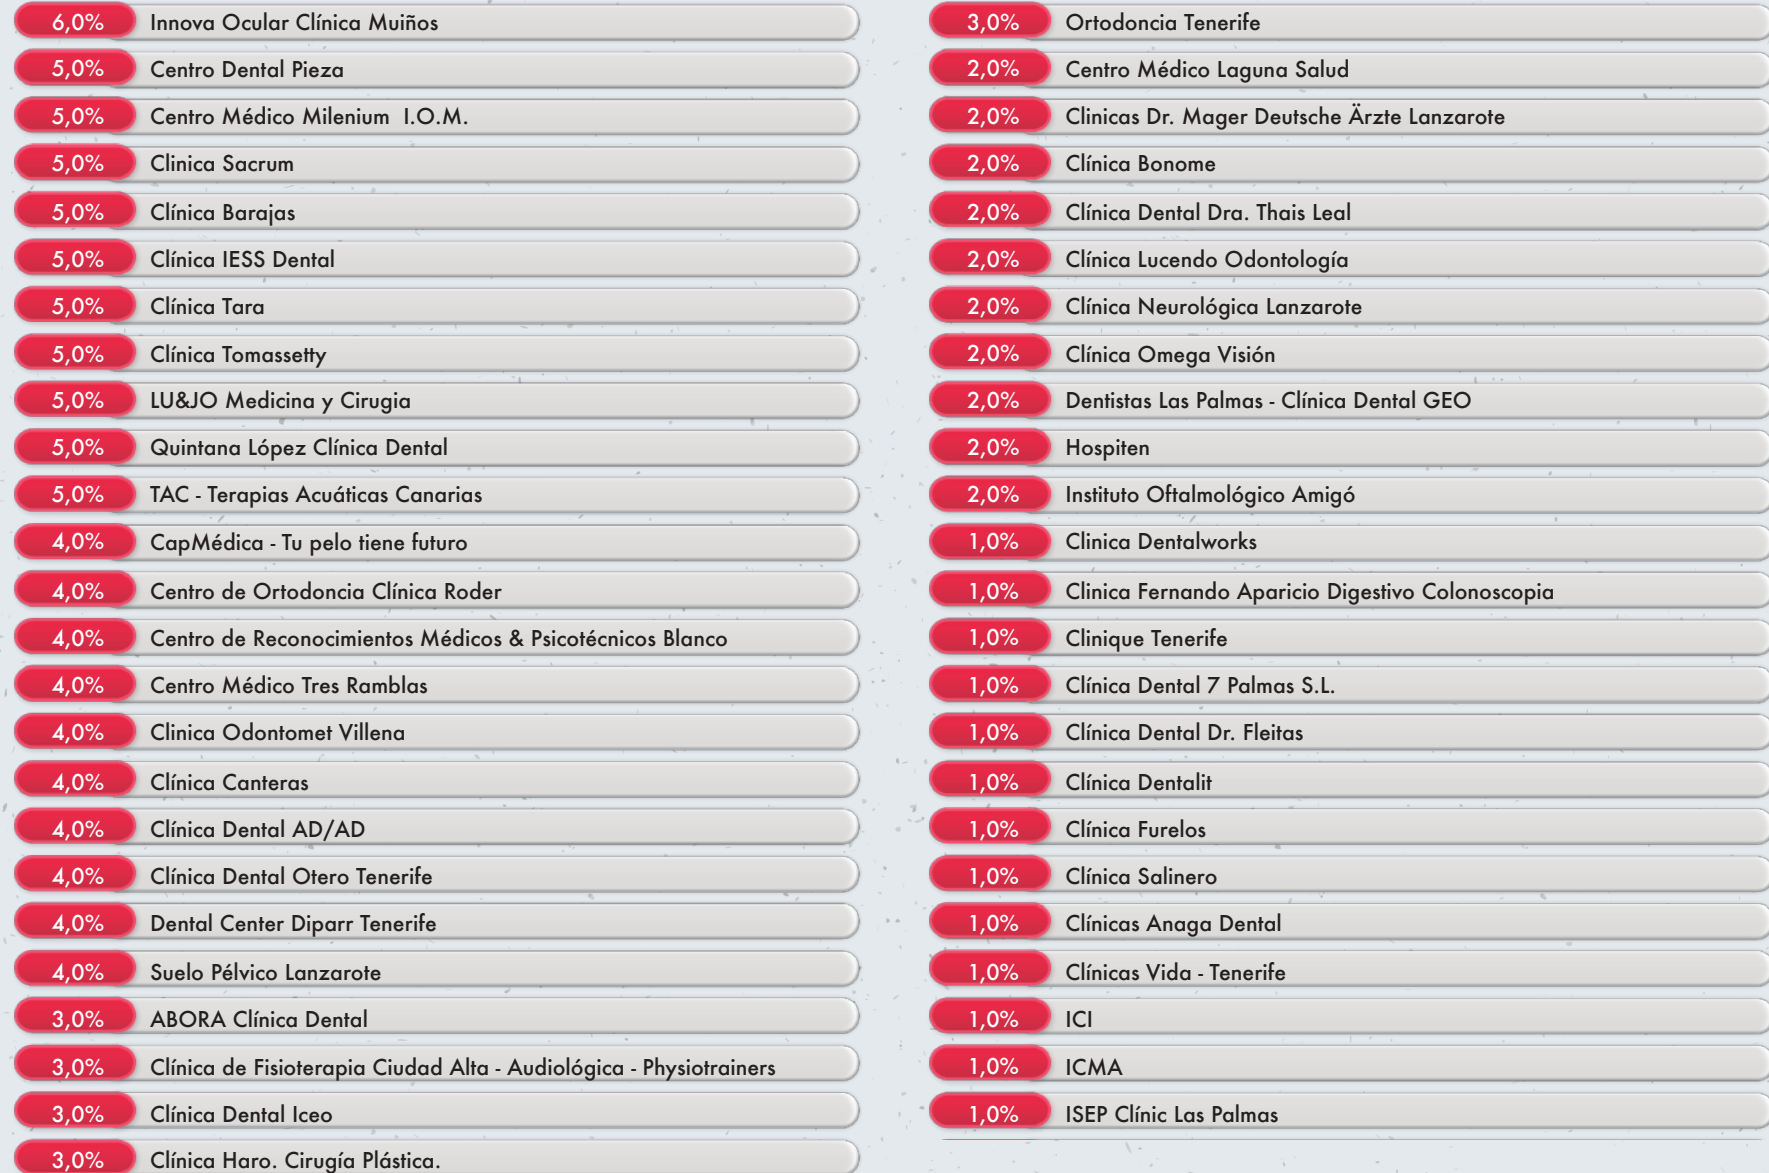 6,0% Innova Ocular Clínica Muiños
5,0% Centro Dental Pieza
5,0% Centro Médico Milenium I.O.M.
5,0% Clinica Sacrum
5,0% Clínica Barajas
5,0% Clínica IESS Dental
5,0% Clínica Tara
5,0% Clínica Tomassetty
5,0% LU&JO Medicina y Cirugia
5,0% Quintana López Clínica Dental
5,0% TAC - Terapias Acuáticas Canarias
4,0% CapMédica - Tu pelo tiene futuro
4,0% Centro de Ortodoncia Clínica Roder
4,0% Centro de Reconocimientos Médicos & Psicotécnicos Blanco
4,0% Centro Médico Tres Ramblas
4,0% Clinica Odontomet Villena
4,0% Clínica Canteras
4,0% Clínica Dental AD/AD
4,0% Clínica Dental Otero Tenerife
4,0% Dental Center Diparr Tenerife
4,0% Suelo Pélvico Lanzarote
3,0% ABORA Clínica Dental
3,0% Clínica de Fisioterapia Ciudad Alta - Audiológica - Physiotrainers
3,0% Clínica Dental Iceo
3,0% Clínica Haro. Cirugía Plástica.
3,0% Ortodoncia Tenerife
2,0% Centro Médico Laguna Salud
2,0% Clinicas Dr. Mager Deutsche Ärzte Lanzarote
2,0% Clínica Bonome
2,0% Clínica Dental Dra. Thais Leal
2,0% Clínica Lucendo Odontología
2,0% Clínica Neurológica Lanzarote
2,0% Clínica Omega Visión
2,0% Dentistas Las Palmas - Clínica Dental GEO
2,0% Hospiten
2,0% Instituto Oftalmológico Amigó
1,0% Clinica Dentalworks
1,0% Clinica Fernando Aparicio Digestivo Colonoscopia
1,0% Clinique Tenerife
1,0% Clínica Dental 7 Palmas S.L.
1,0% Clínica Dental Dr. Fleitas
1,0% Clínica Dentalit
1,0% Clínica Furelos
1,0% Clínica Salinero
1,0% Clínicas Anaga Dental
1,0% Clínicas Vida - Tenerife
1,0% ICI
1,0% ICMA
1,0% ISEP Clínic Las Palmas